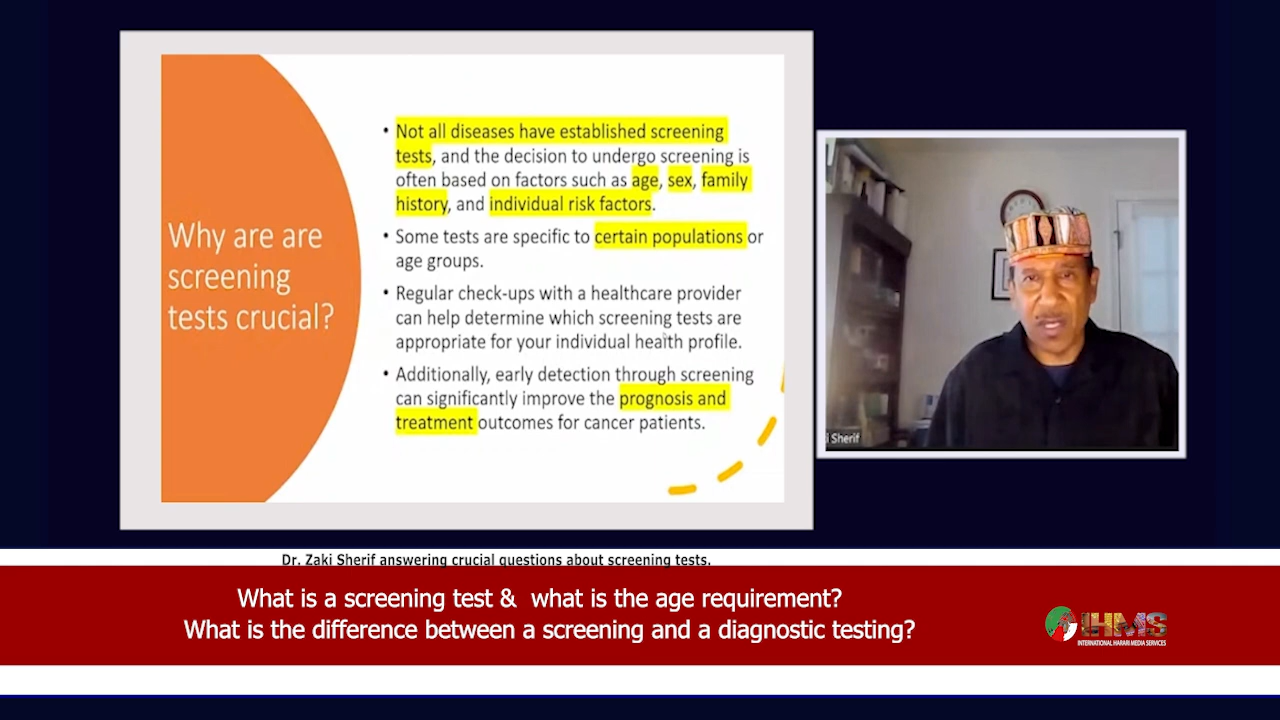 Why are are
screening
tests crucial?
• Not all diseases have established screening
tests, and the decision to undergo screening is
often based on factors such as age, sex, family
history, and individual risk factors.
• Some tests are specific to certain populations or
age groups.
• Regular check-ups with a healthcare provider
can help determine which screening tests are
appropriate for your individual health profile.
• Additionally, early detection through screening
can significantly improve the prognosis and
treatment outcomes for cancer patients.
i Sherif
Dr. Zaki Sherif answering crucial questions about screening tests.
What is a screening test & what is the age requirement?
What is the difference between a screening and a diagnostic testing?
IHMS
INTERNATIONAL HARARI MEDIA SERVICES